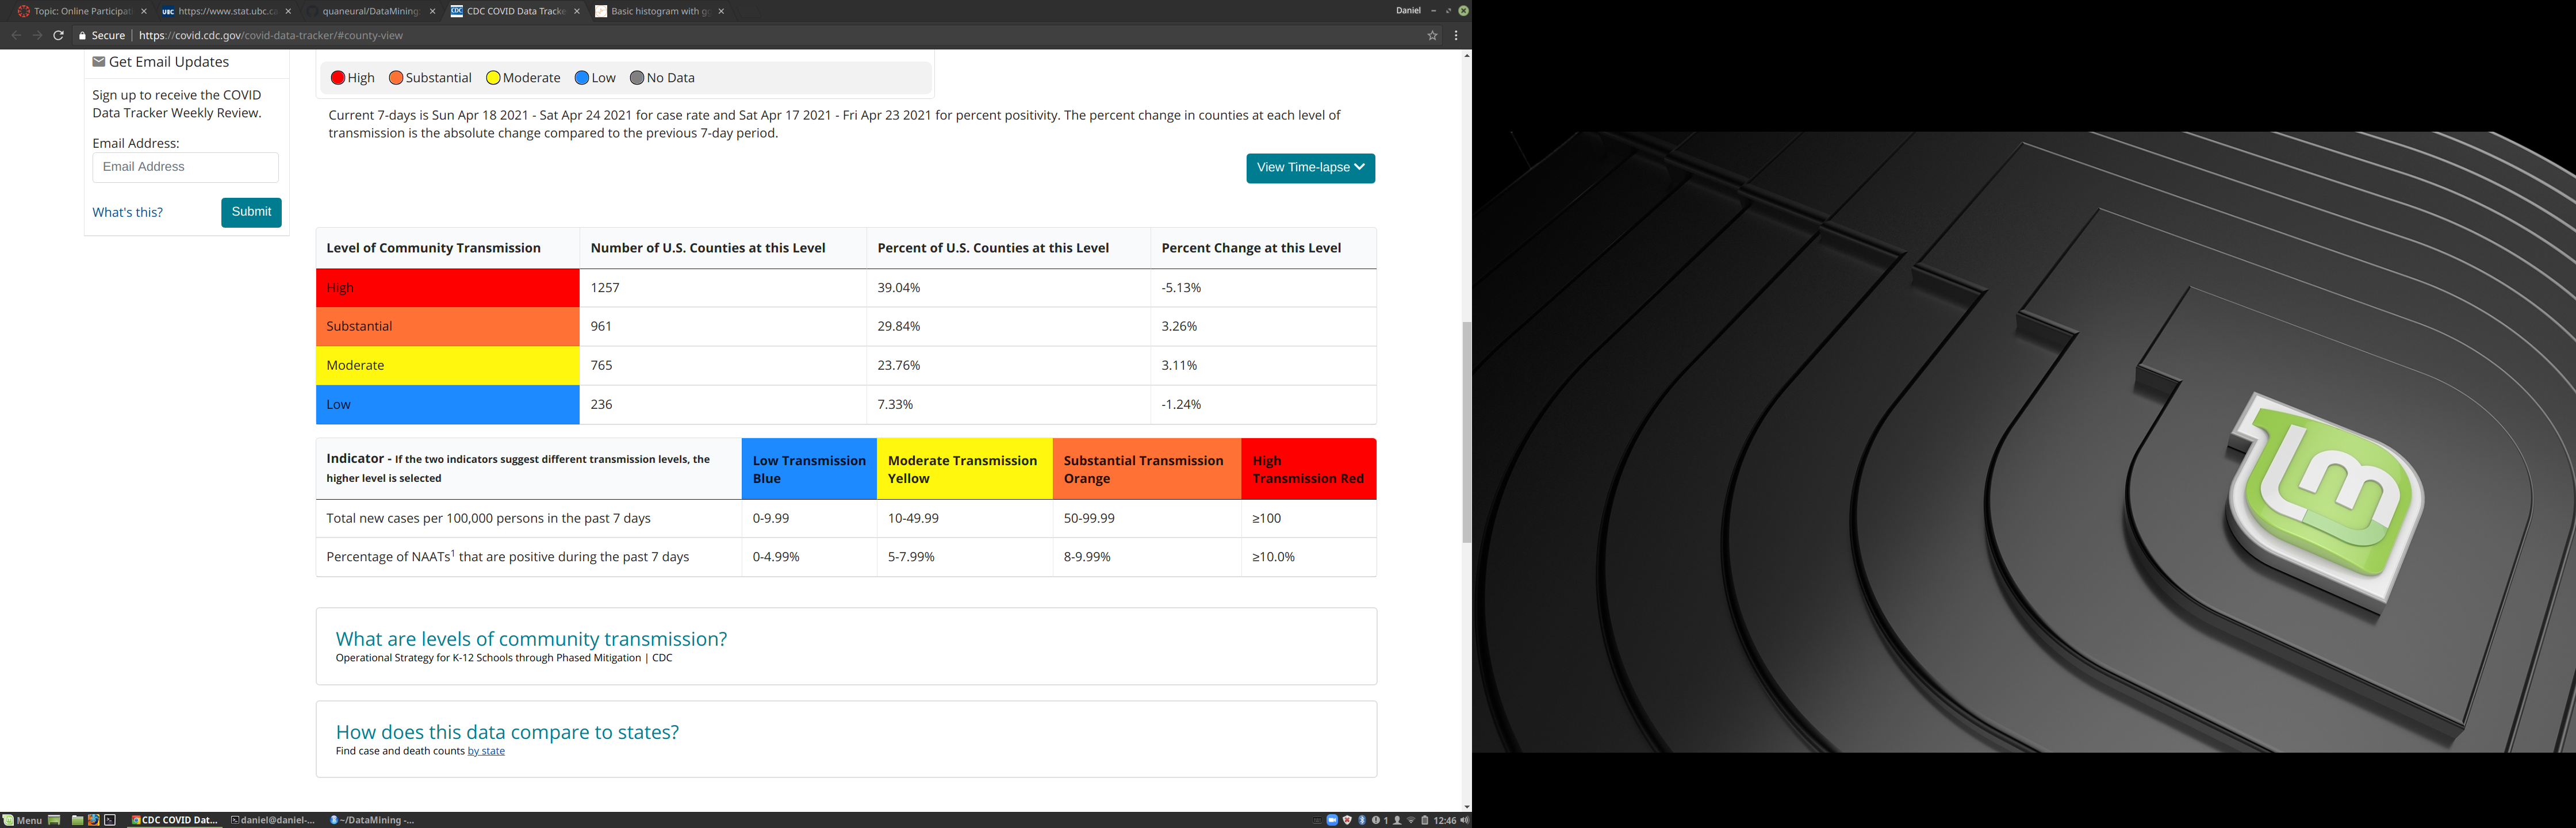 Topic: Online Participati
https://www.stat.ubc.ca
quaneural/DataMining
CDC COVID Data Tracke
Basic histogram with gg
Daniel
Secure
https://covid.cdc.gov/covid-data-tracker/#county-view
Get Email Updates
Sign up to receive the COVID
Data Tracker Weekly Review.
Email Address:
Email Address
What's this?
Submit
High Substantial Moderate Low No Data
Current 7-days is Sun Apr 18 2021 - Sat Apr 24 2021 for case rate and Sat Apr 17 2021 - Fri Apr 23 2021 for percent positivity. The percent change in counties at each level of
transmission is the absolute change compared to the previous 7-day period.
View Time-lapse
Level of Community Transmission Number of U.S. Counties at this Level Percent of U.S. Counties at this Level Percent Change at this Level
High 1257 39.04% -5.13%
Substantial 961 29.84% 3.26%
Moderate 765 23.76% 3.11%
Low 236 7.33% -1.24%
Indicator - If the two indicators suggest different transmission levels, the
higher level is selected
Low Transmission
Blue
Moderate Transmission
Yellow
Substantial Transmission
Orange
High
Transmission Red
Total new cases per 100,000 persons in the past 7 days 0-9.99 10-49.99 50-99.99 ≥100
Percentage of NAATs¹ that are positive during the past 7 days 0-4.99% 5-7.99% 8-9.99% ≥10.0%
What are levels of community transmission?
Operational Strategy for K-12 Schools through Phased Mitigation | CDC
How does this data compare to states?
Find case and death counts by state
Menu
CDC COVID Dat...
daniel@daniel-...
~/DataMining -...
1
12:46
lm